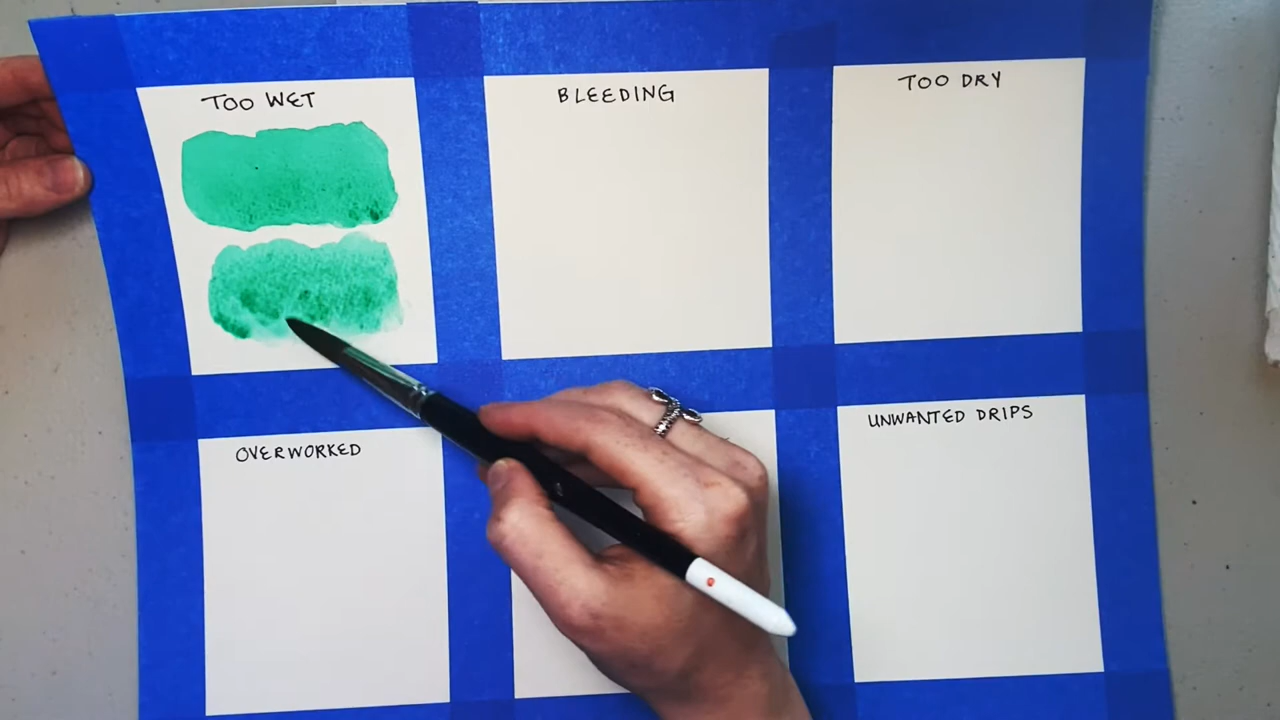 TOO WET
BLEEDING
TOO DRY
OVERWORKED
UNWANTED DRIPS